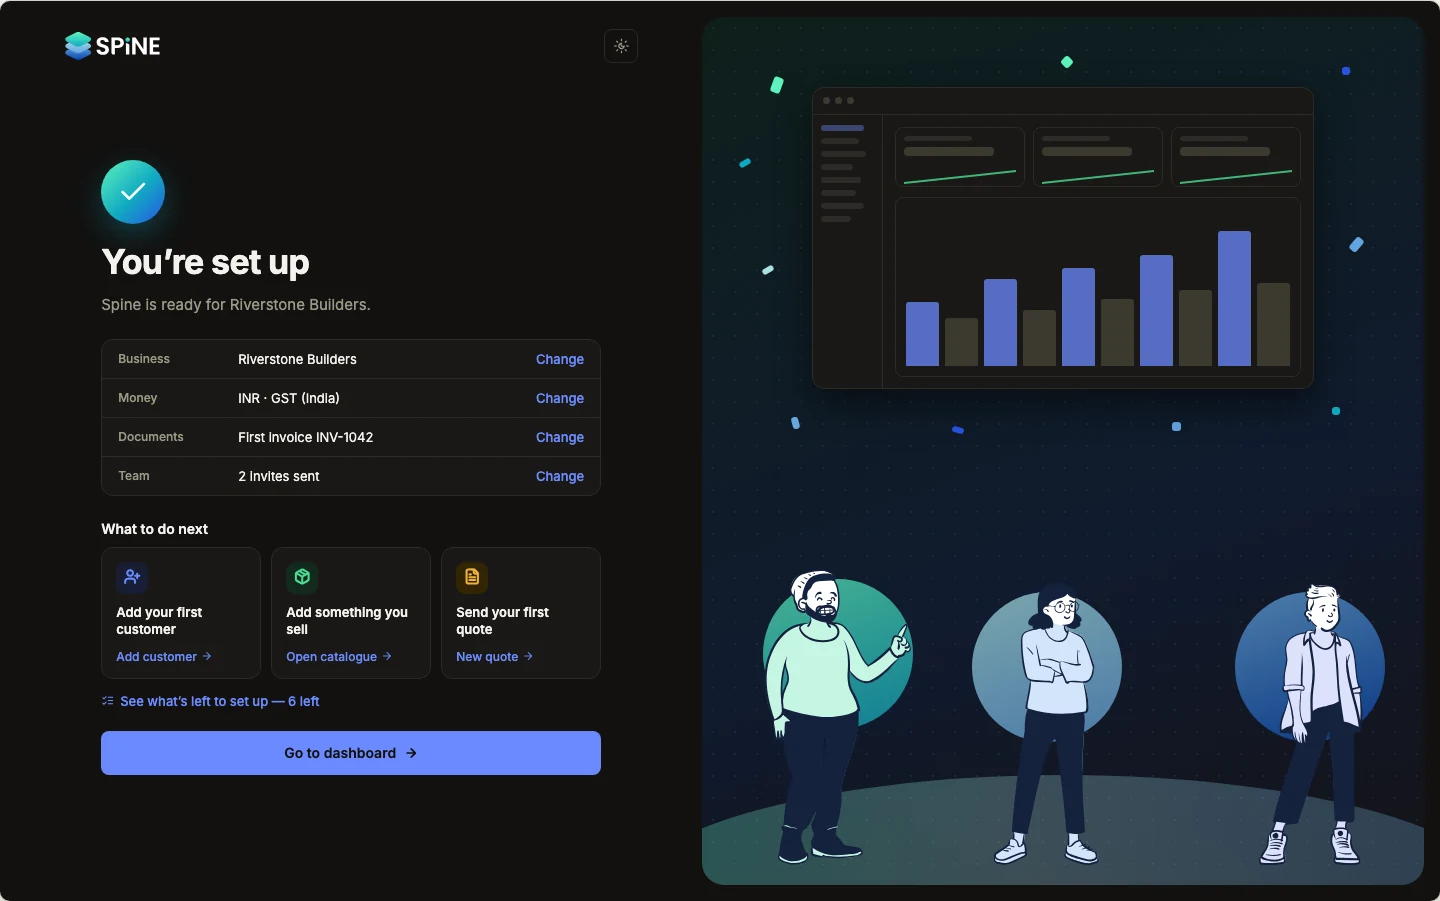 SPiNE
You’re set up
Spine is ready for Riverstone Builders.
Business Riverstone Builders Change
Money INR · GST (India) Change
Documents First invoice INV-1042 Change
Team 2 invites sent Change
What to do next
Add your first
customer
Add customer →
Add something you
sell
Open catalogue →
Send your first
quote
New quote →
See what’s left to set up — 6 left
Go to dashboard →